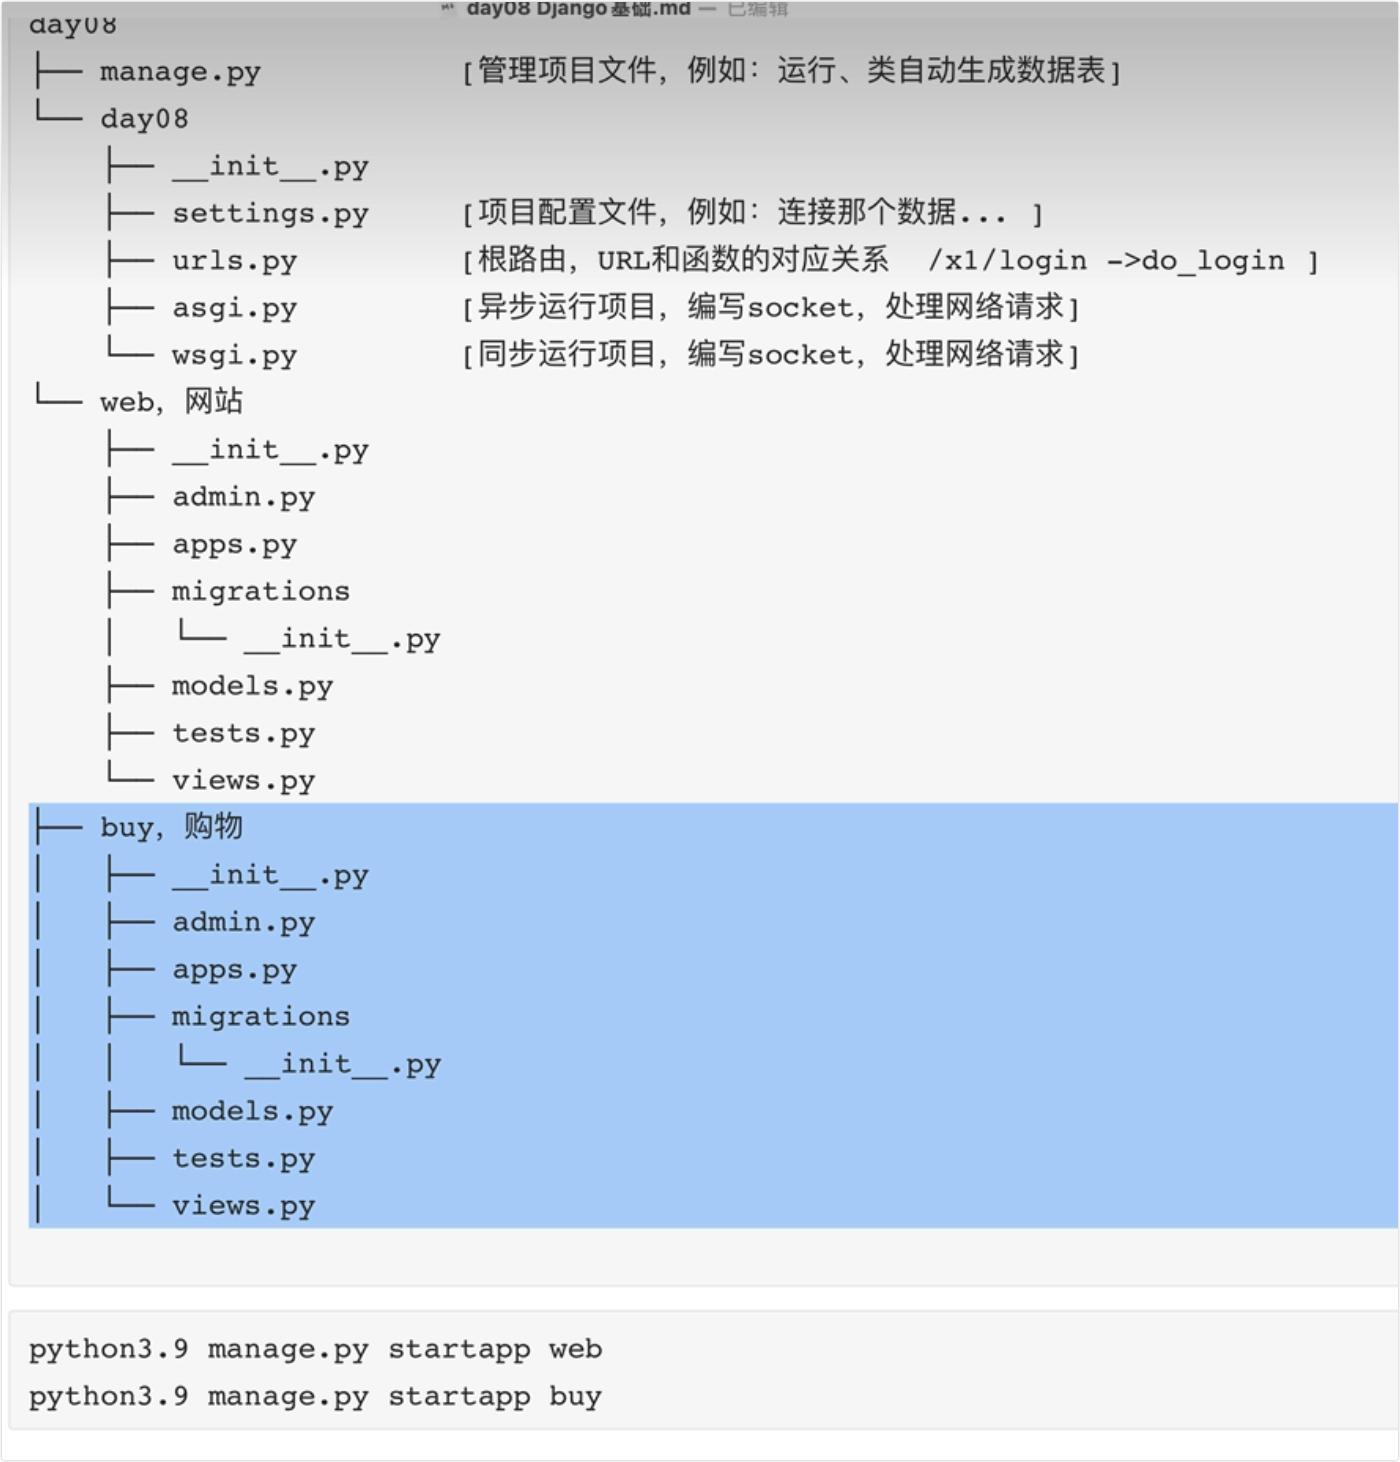 day08 Django基础.md — 已编辑
day08
├── manage.py [管理项目文件，例如：运行、类自动生成数据表]
└── day08
    ├── __init__.py
    ├── settings.py [项目配置文件，例如：连接那个数据... ]
    ├── urls.py [根路由，URL和函数的对应关系 /x1/login ->do_login ]
    ├── asgi.py [异步运行项目，编写socket，处理网络请求]
    └── wsgi.py [同步运行项目，编写socket，处理网络请求]
└── web，网站
    ├── __init__.py
    ├── admin.py
    ├── apps.py
    ├── migrations
    │   └── __init__.py
    ├── models.py
    ├── tests.py
    └── views.py
├── buy，购物
│   ├── __init__.py
│   ├── admin.py
│   ├── apps.py
│   ├── migrations
│   │   └── __init__.py
│   ├── models.py
│   ├── tests.py
│   └── views.py
python3.9 manage.py startapp web
python3.9 manage.py startapp buy